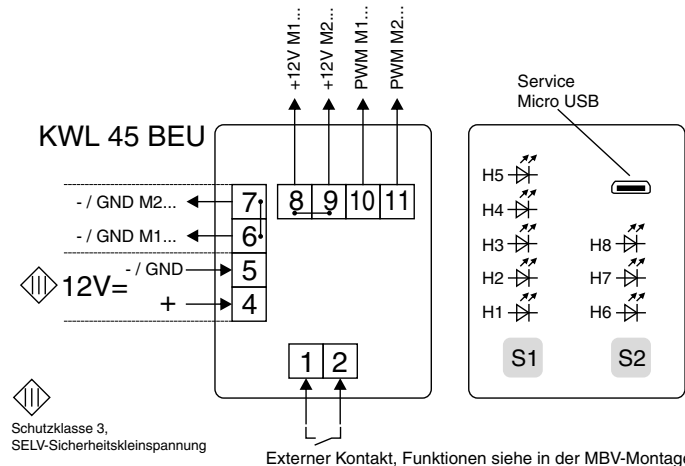 +12V M1...
+12V M2...
PWM M1...
PWM M2...
KWL 45 BEU
8 9 10 11
- / GND M2... 7
- / GND M1... 6
- / GND 5
12V=
+ 4
1 2
Schutzklasse 3,
SELV-Sicherheitskleinspannung
Externer Kontakt, Funktionen siehe in der MBV-Montage
Service
Micro USB
H5
H4
H3 H8
H2 H7
H1 H6
S1 S2